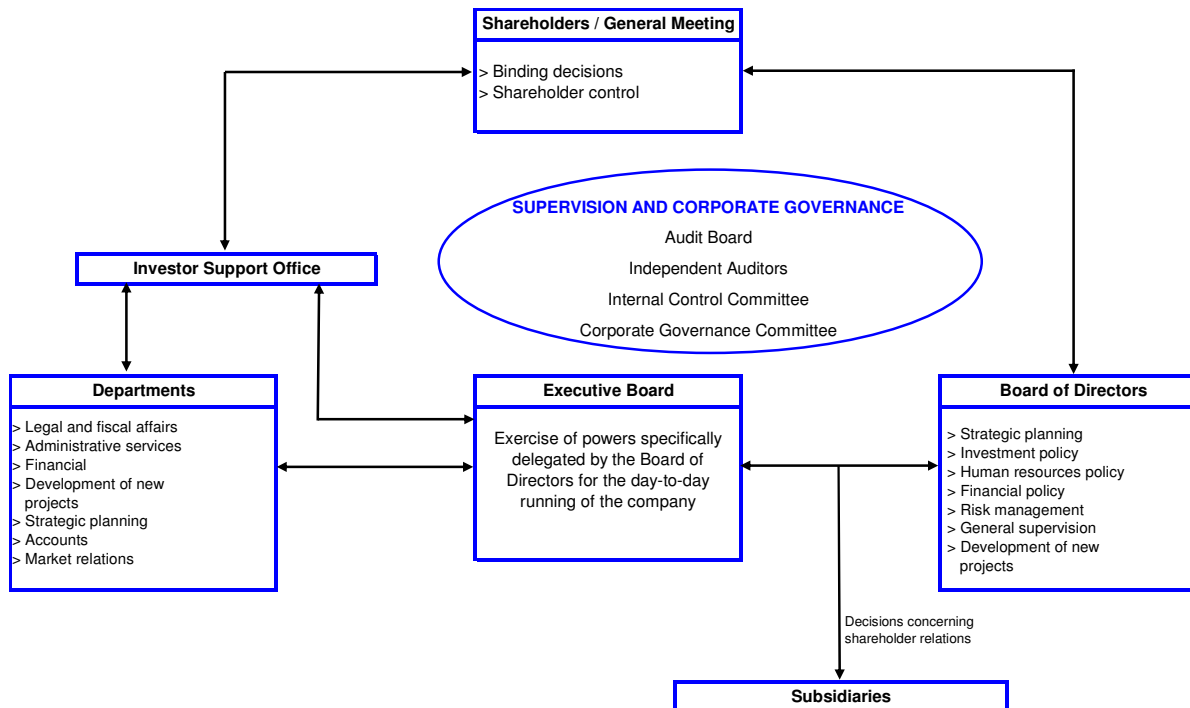 Shareholders / General Meeting
> Binding decisions
> Shareholder control
SUPERVISION AND CORPORATE GOVERNANCE
Audit Board
Independent Auditors
Internal Control Committee
Corporate Governance Committee
Investor Support Office
Departments
> Legal and fiscal affairs
> Administrative services
> Financial
> Development of new
projects
> Strategic planning
> Accounts
> Market relations
Executive Board
Exercise of powers specifically
delegated by the Board of
Directors for the day-to-day
running of the company
Board of Directors
> Strategic planning
> Investment policy
> Human resources policy
> Financial policy
> Risk management
> General supervision
> Development of new
projects
Decisions concerning
shareholder relations
Subsidiaries